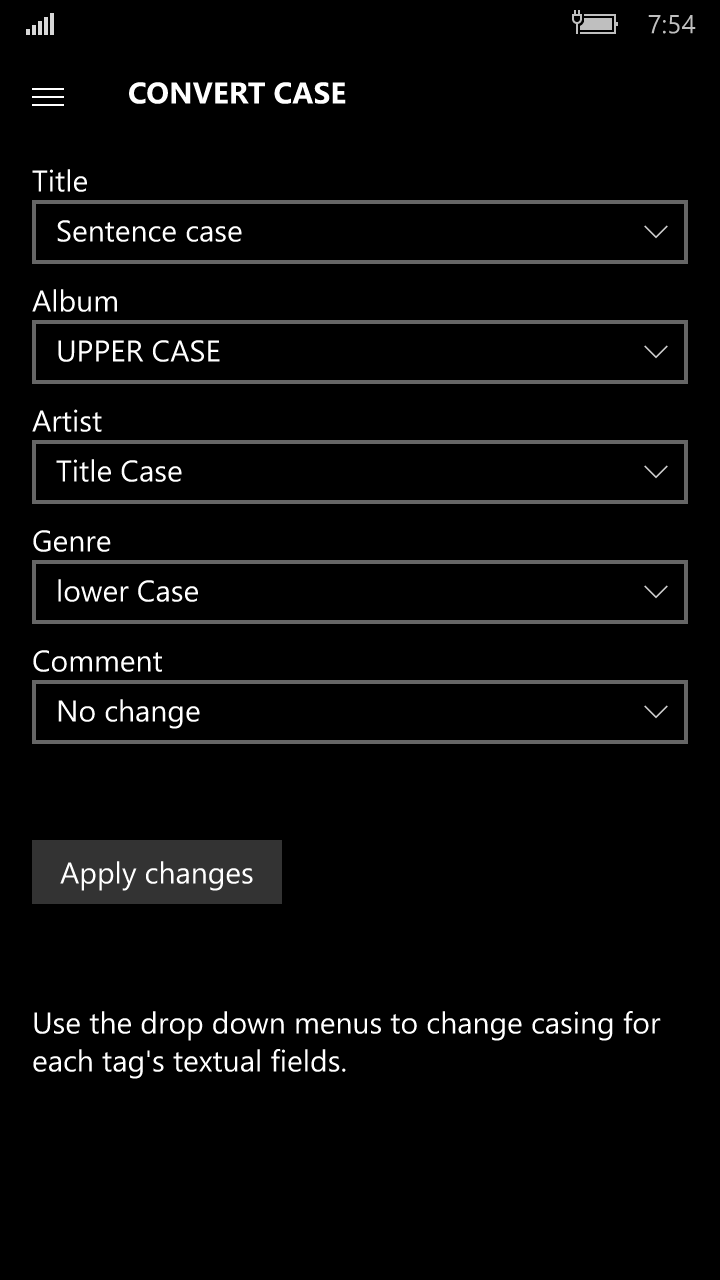 7:54
CONVERT CASE
Title
Sentence case
Album
UPPER CASE
Artist
Title Case
Genre
lower Case
Comment
No change
Apply changes
Use the drop down menus to change casing for
each tag's textual fields.